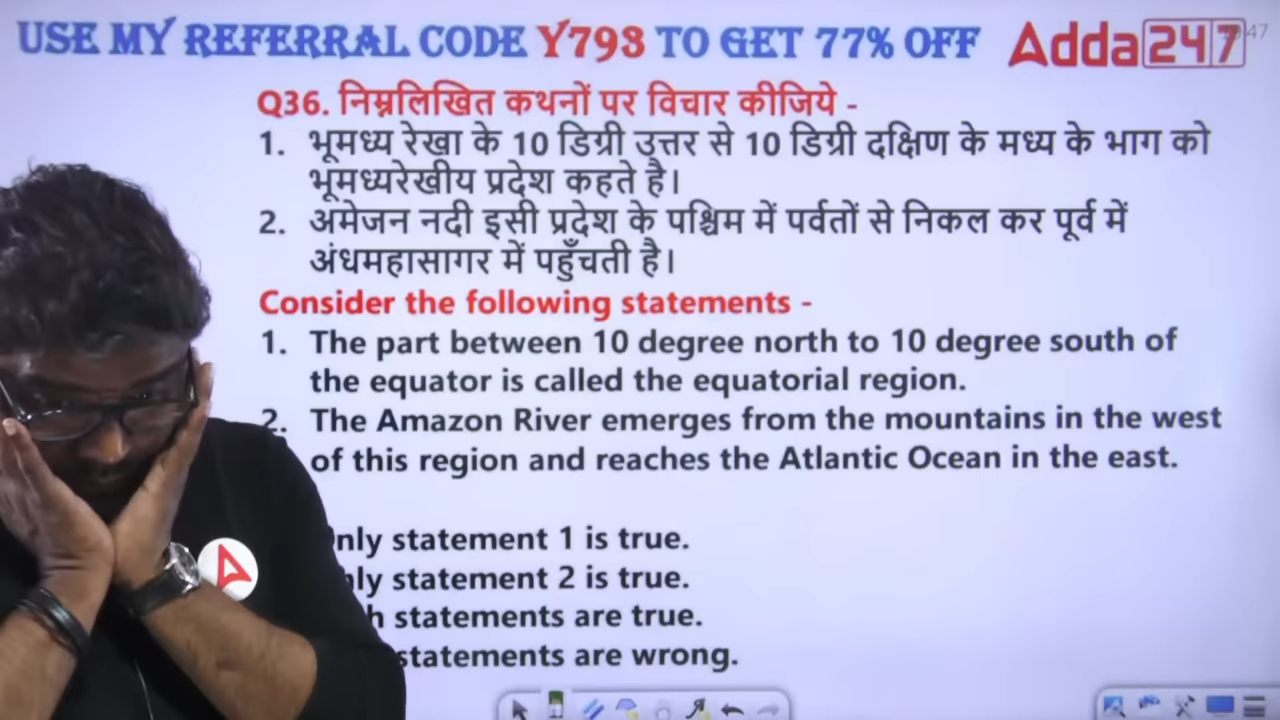 USE MY REFERRAL CODE Y793 TO GET 77% OFF
Adda247
Q36. निम्नलिखित कथनों पर विचार कीजिये -
1. भूमध्य रेखा के 10 डिग्री उत्तर से 10 डिग्री दक्षिण के मध्य के भाग को
भूमध्यरेखीय प्रदेश कहते है।
2. अमेजन नदी इसी प्रदेश के पश्चिम में पर्वतों से निकल कर पूर्व में
अंधमहासागर में पहुँचती है।
Consider the following statements -
1. The part between 10 degree north to 10 degree south of
the equator is called the equatorial region.
2. The Amazon River emerges from the mountains in the west
of this region and reaches the Atlantic Ocean in the east.
statement 1 is true.
statement 2 is true.
statements are true.
statements are wrong.